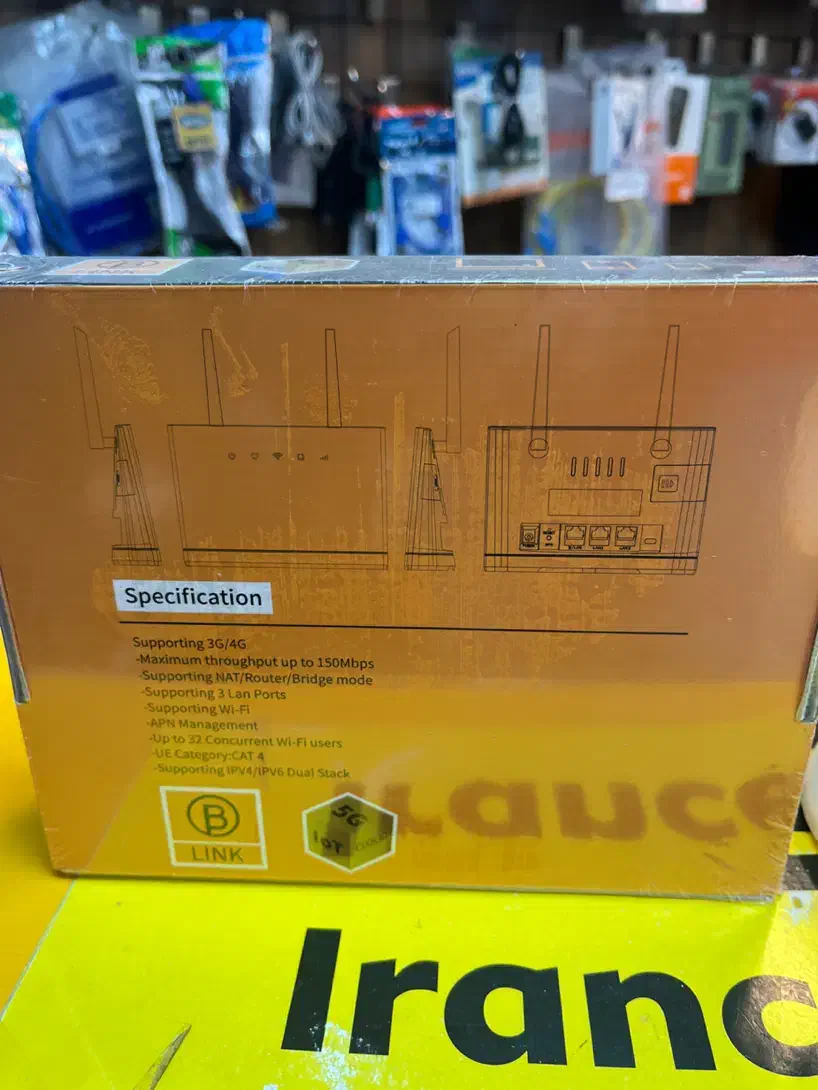 Specification
Supporting 3G/4G
-Maximum throughput up to 150Mbps
-Supporting NAT/Router/Bridge mode
-Supporting 3 Lan Ports
-Supporting Wi-Fi
-APN Management
-Up to 32 Concurrent Wi-Fi users
-UE Category:CAT 4
-Supporting IPV4/IPV6 Dual Stack
B
LINK
5G
IoT
Iranc